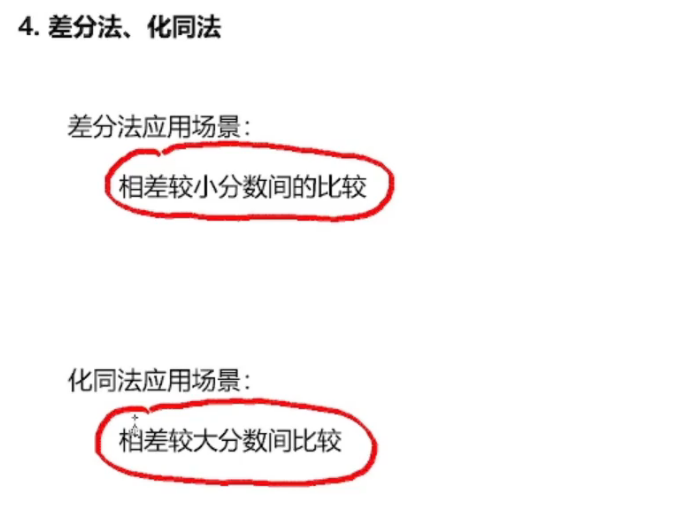 4. 差分法、化同法
差分法应用场景：
相差较小分数间的比较
化同法应用场景：
相差较大分数间比较